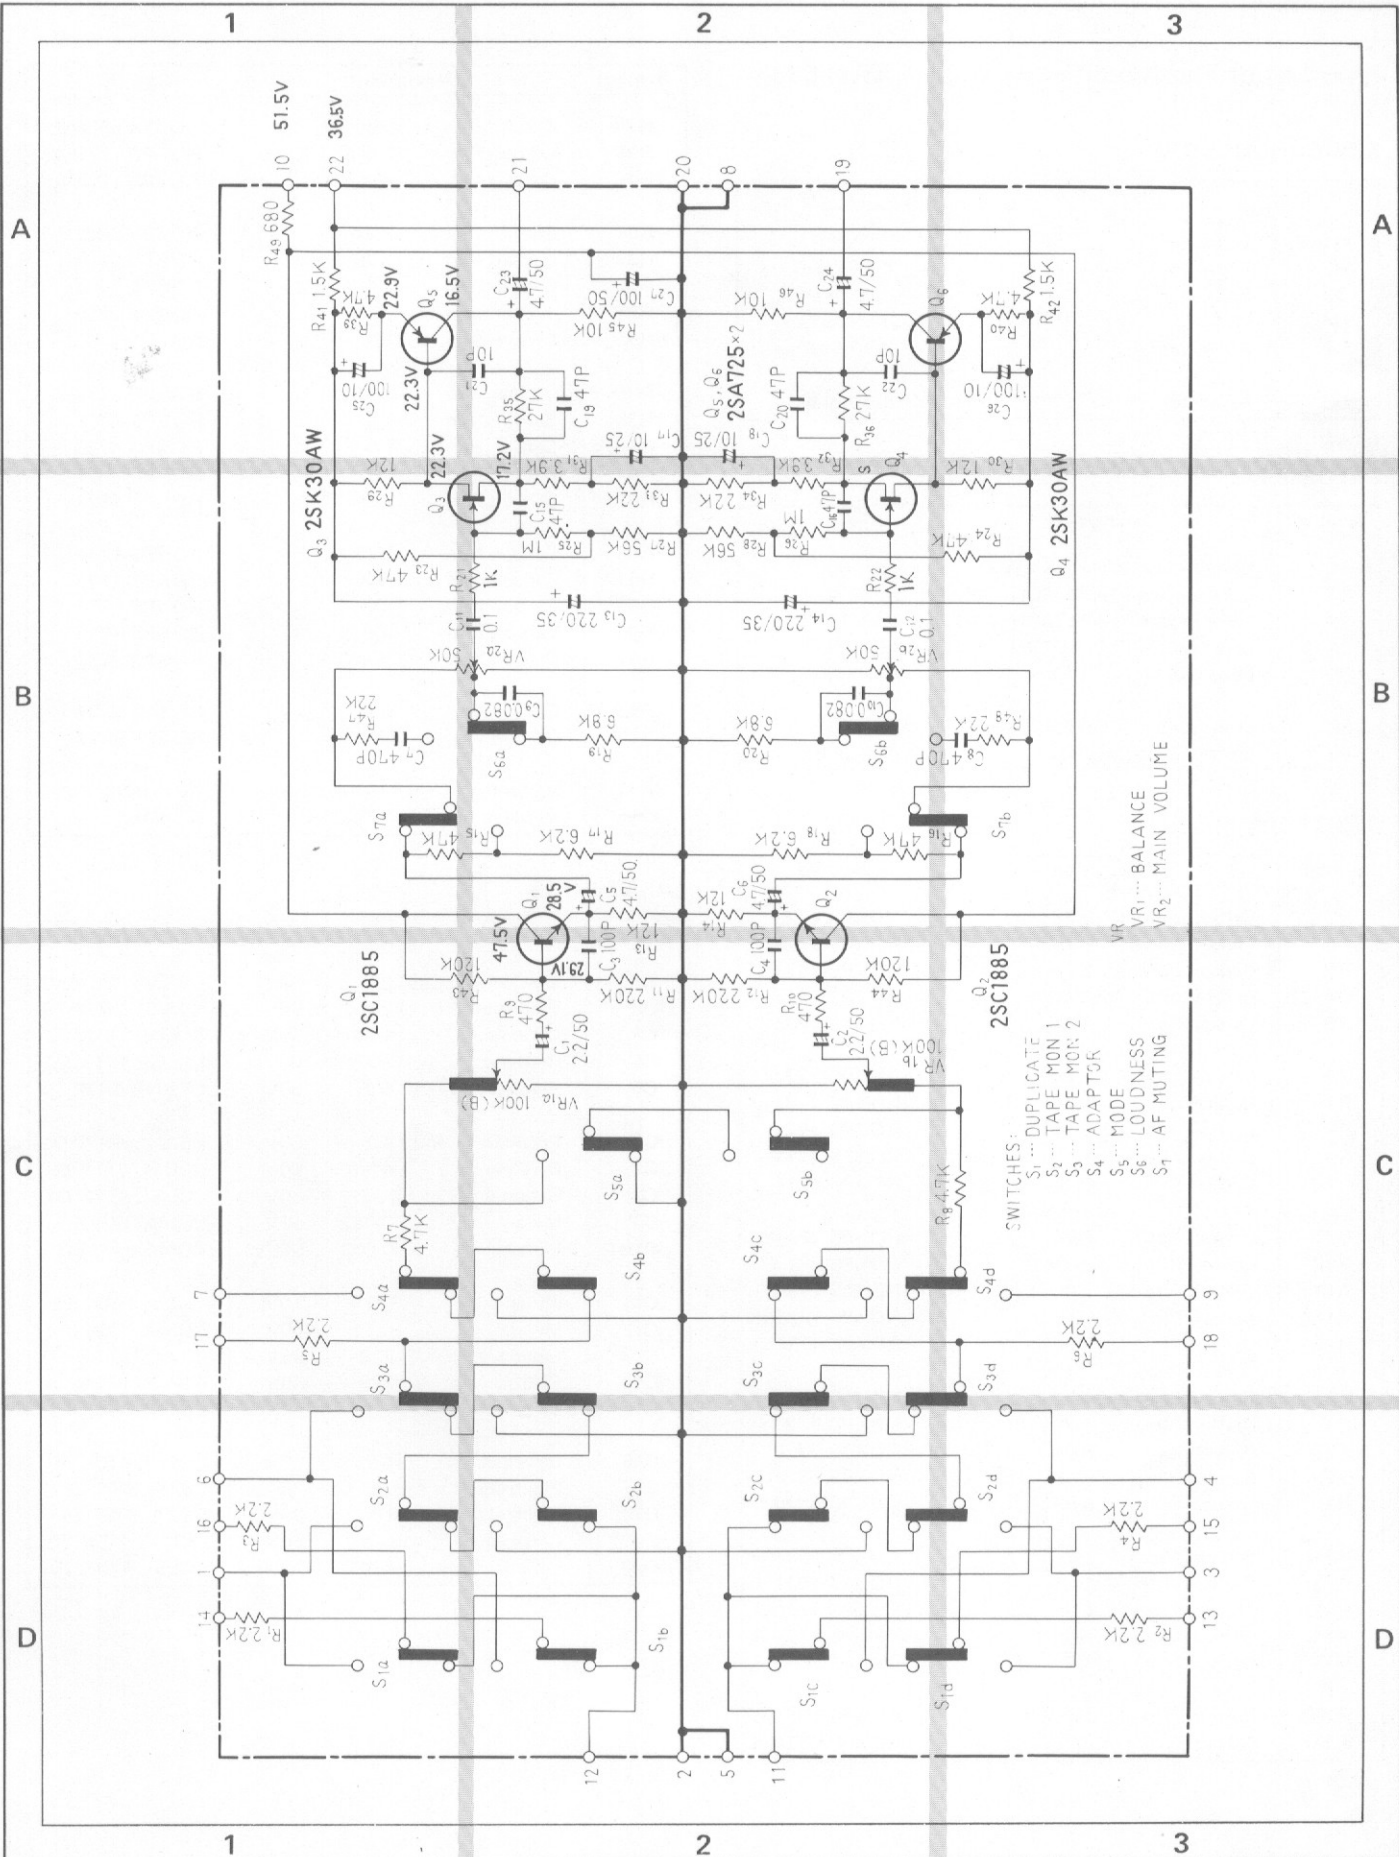 1
2
3
A
B
C
D
A
B
C
D
1
2
3
10 51.5V
22 36.5V
21
20
8
19
R49 680
R41 1.5K
4.7K
R39
22.9V
Q5
16.5V
C23
4.7/50
C27 100/50
R45 10K
R46
10K
C24
4.7/50
Q6
4.7K
R40
R42 1.5K
100/10
C25
22.3V
10P
C21
R35
27K
C19 47P
Q5, Q6
2SA725×2
C20 47P
R36 27K
10P
C22
100/10
C26
Q3 2SK30AW
12K
R29
22.3V
Q3
17.2V
R31 3.9K
C17 10/25
C18 10/25
R33 22K
R34 22K
R32 3.9K
S
Q4
R30 12K
C15
47P
R25
1M
R27 56K
R28 56K
R26
1M
C16 47P
R24 47K
Q4 2SK30AW
R23 47K
R21
1K
R22
1K
C13 220/35
C14 220/35
C11
0.1
C12
0.1
50K
VR2a
50K
VR2b
22K
R47
C7 470P
C9 0.082
S6a
6.8K
R19
6.8K
R20
C10 0.082
S6b
R48 22K
C8 470P
S7a
R15 47K
R17 6.2K
R18 6.2K
R16 47K
S7b
Q1
28.5
V
C5
4.7/50
12K
R13
12K
R14
C6
4.7/50
Q2
47.5V
29.1V
C3 100P
C4 100P
Q1
2SC1885
120K
R43
R9
470
R11 220K
R12 220K
R10
470
120K
R44
Q2
2SC1885
C1
2.2/50
C2
2.2/50
VR1a 100K(B)
VR1b
100K(B)
S5a
S5b
R7
4.7K
R8 4.7K
S4a
S4b
S4c
S4d
7
17
2.2K
R5
9
18
2.2K
R6
S3a
S3b
S3c
S3d
6
16
1
14
2.2K
R3
R1 2.2K
S2a
S2b
S2c
S2d
4
15
3
13
2.2K
R4
R2 2.2K
S1a
S1b
S1c
S1d
12
2
5
11
VR
VR1 ··· BALANCE
VR2 ··· MAIN VOLUME
SWITCHES:
S1 ··· DUPLICATE
S2 ··· TAPE MON 1
S3 ··· TAPE MON 2
S4 ··· ADAPTOR
S5 ··· MODE
S6 ··· LOUDNESS
S7 ··· AF MUTING